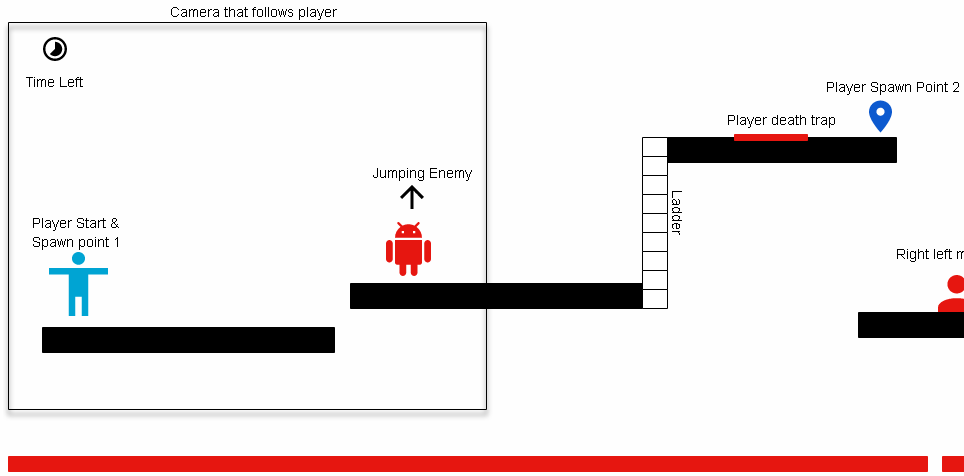 Camera that follows player
Time Left
Player Spawn Point 2
Player death trap
Jumping Enemy
Ladder
Player Start &
Spawn point 1
Right left